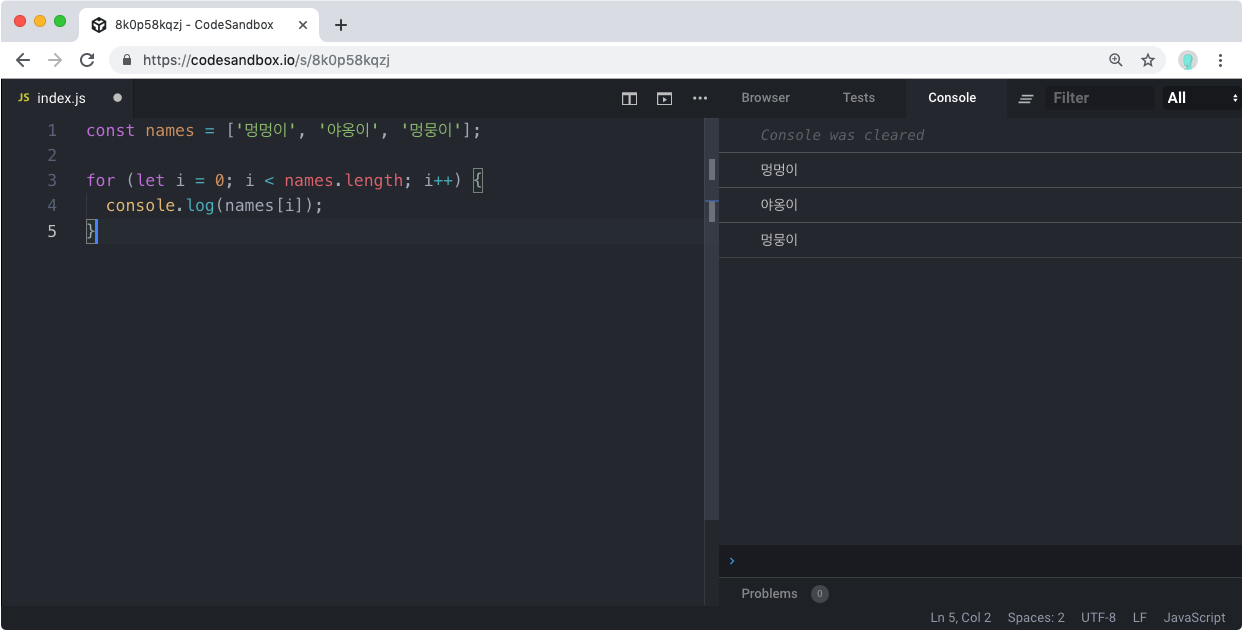 8k0p58kqzj - CodeSandbox
https://codesandbox.io/s/8k0p58kqzj
JS index.js
Browser Tests Console Filter All
1 const names = ['멍멍이', '야옹이', '멍뭉이'];
2
3 for (let i = 0; i < names.length; i++) {
4 console.log(names[i]);
5 }
Console was cleared
멍멍이
야옹이
멍뭉이
Problems 0
Ln 5, Col 2 Spaces: 2 UTF-8 LF JavaScript